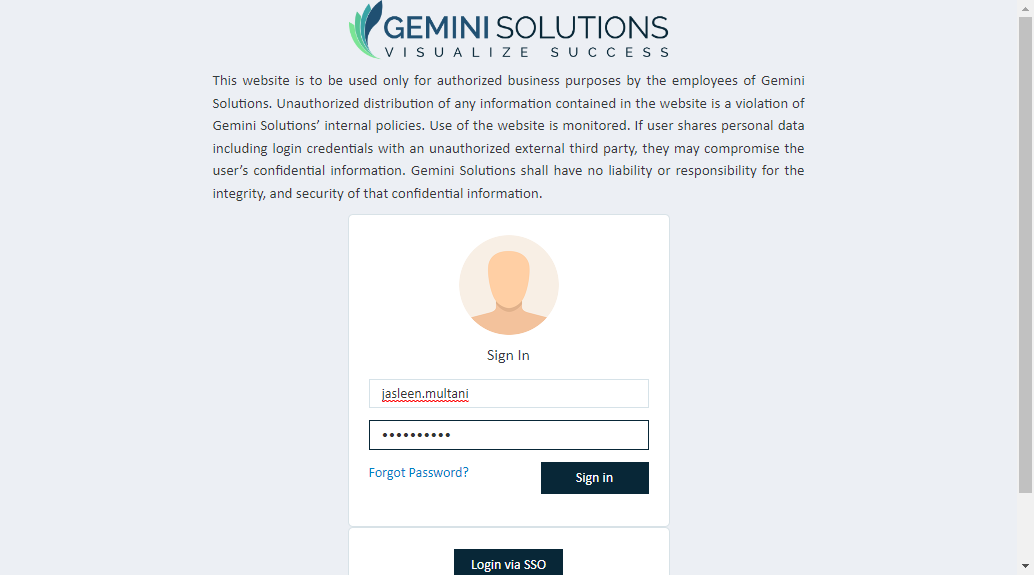 GEMINI SOLUTIONS
VISUALIZE SUCCESS
This website is to be used only for authorized business purposes by the employees of Gemini
Solutions. Unauthorized distribution of any information contained in the website is a violation of
Gemini Solutions’ internal policies. Use of the website is monitored. If user shares personal data
including login credentials with an unauthorized external third party, they may compromise the
user’s confidential information. Gemini Solutions shall have no liability or responsibility for the
integrity, and security of that confidential information.
Sign In
jasleen.multani
••••••••••
Forgot Password?
Sign in
Login via SSO